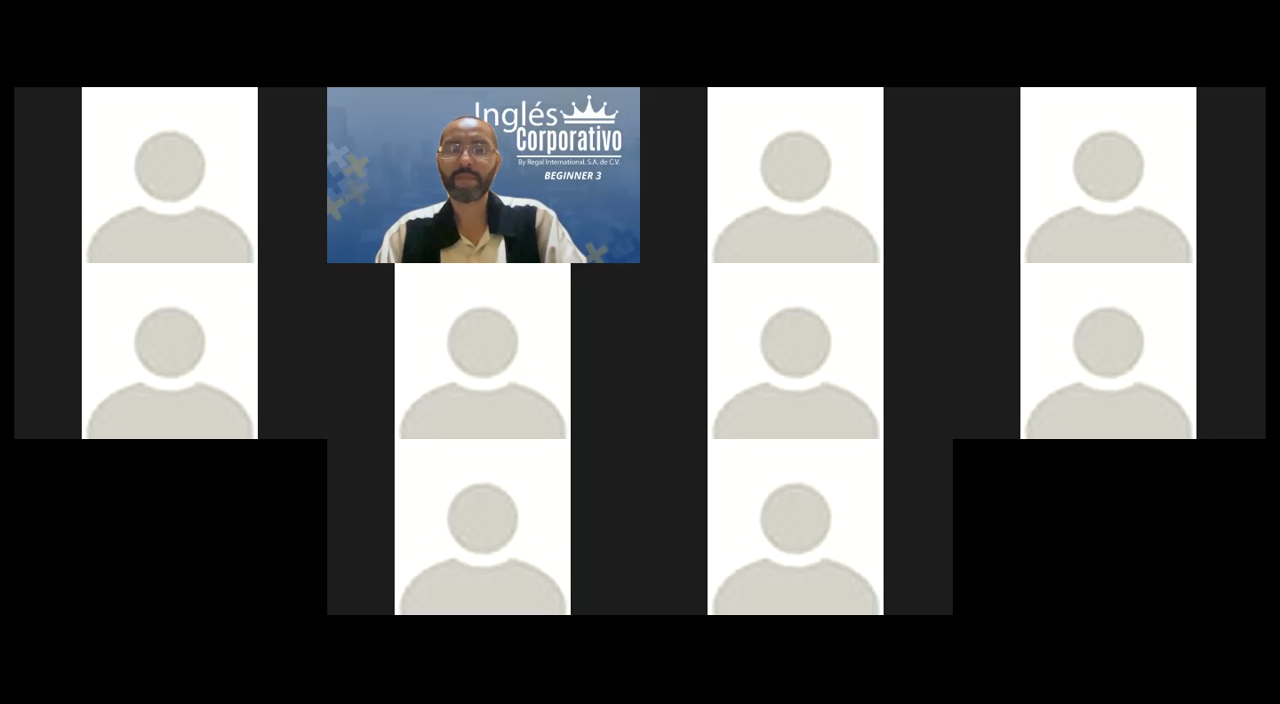 Inglés
Corporativo
By Regal International, S.A. de C.V.
BEGINNER 3